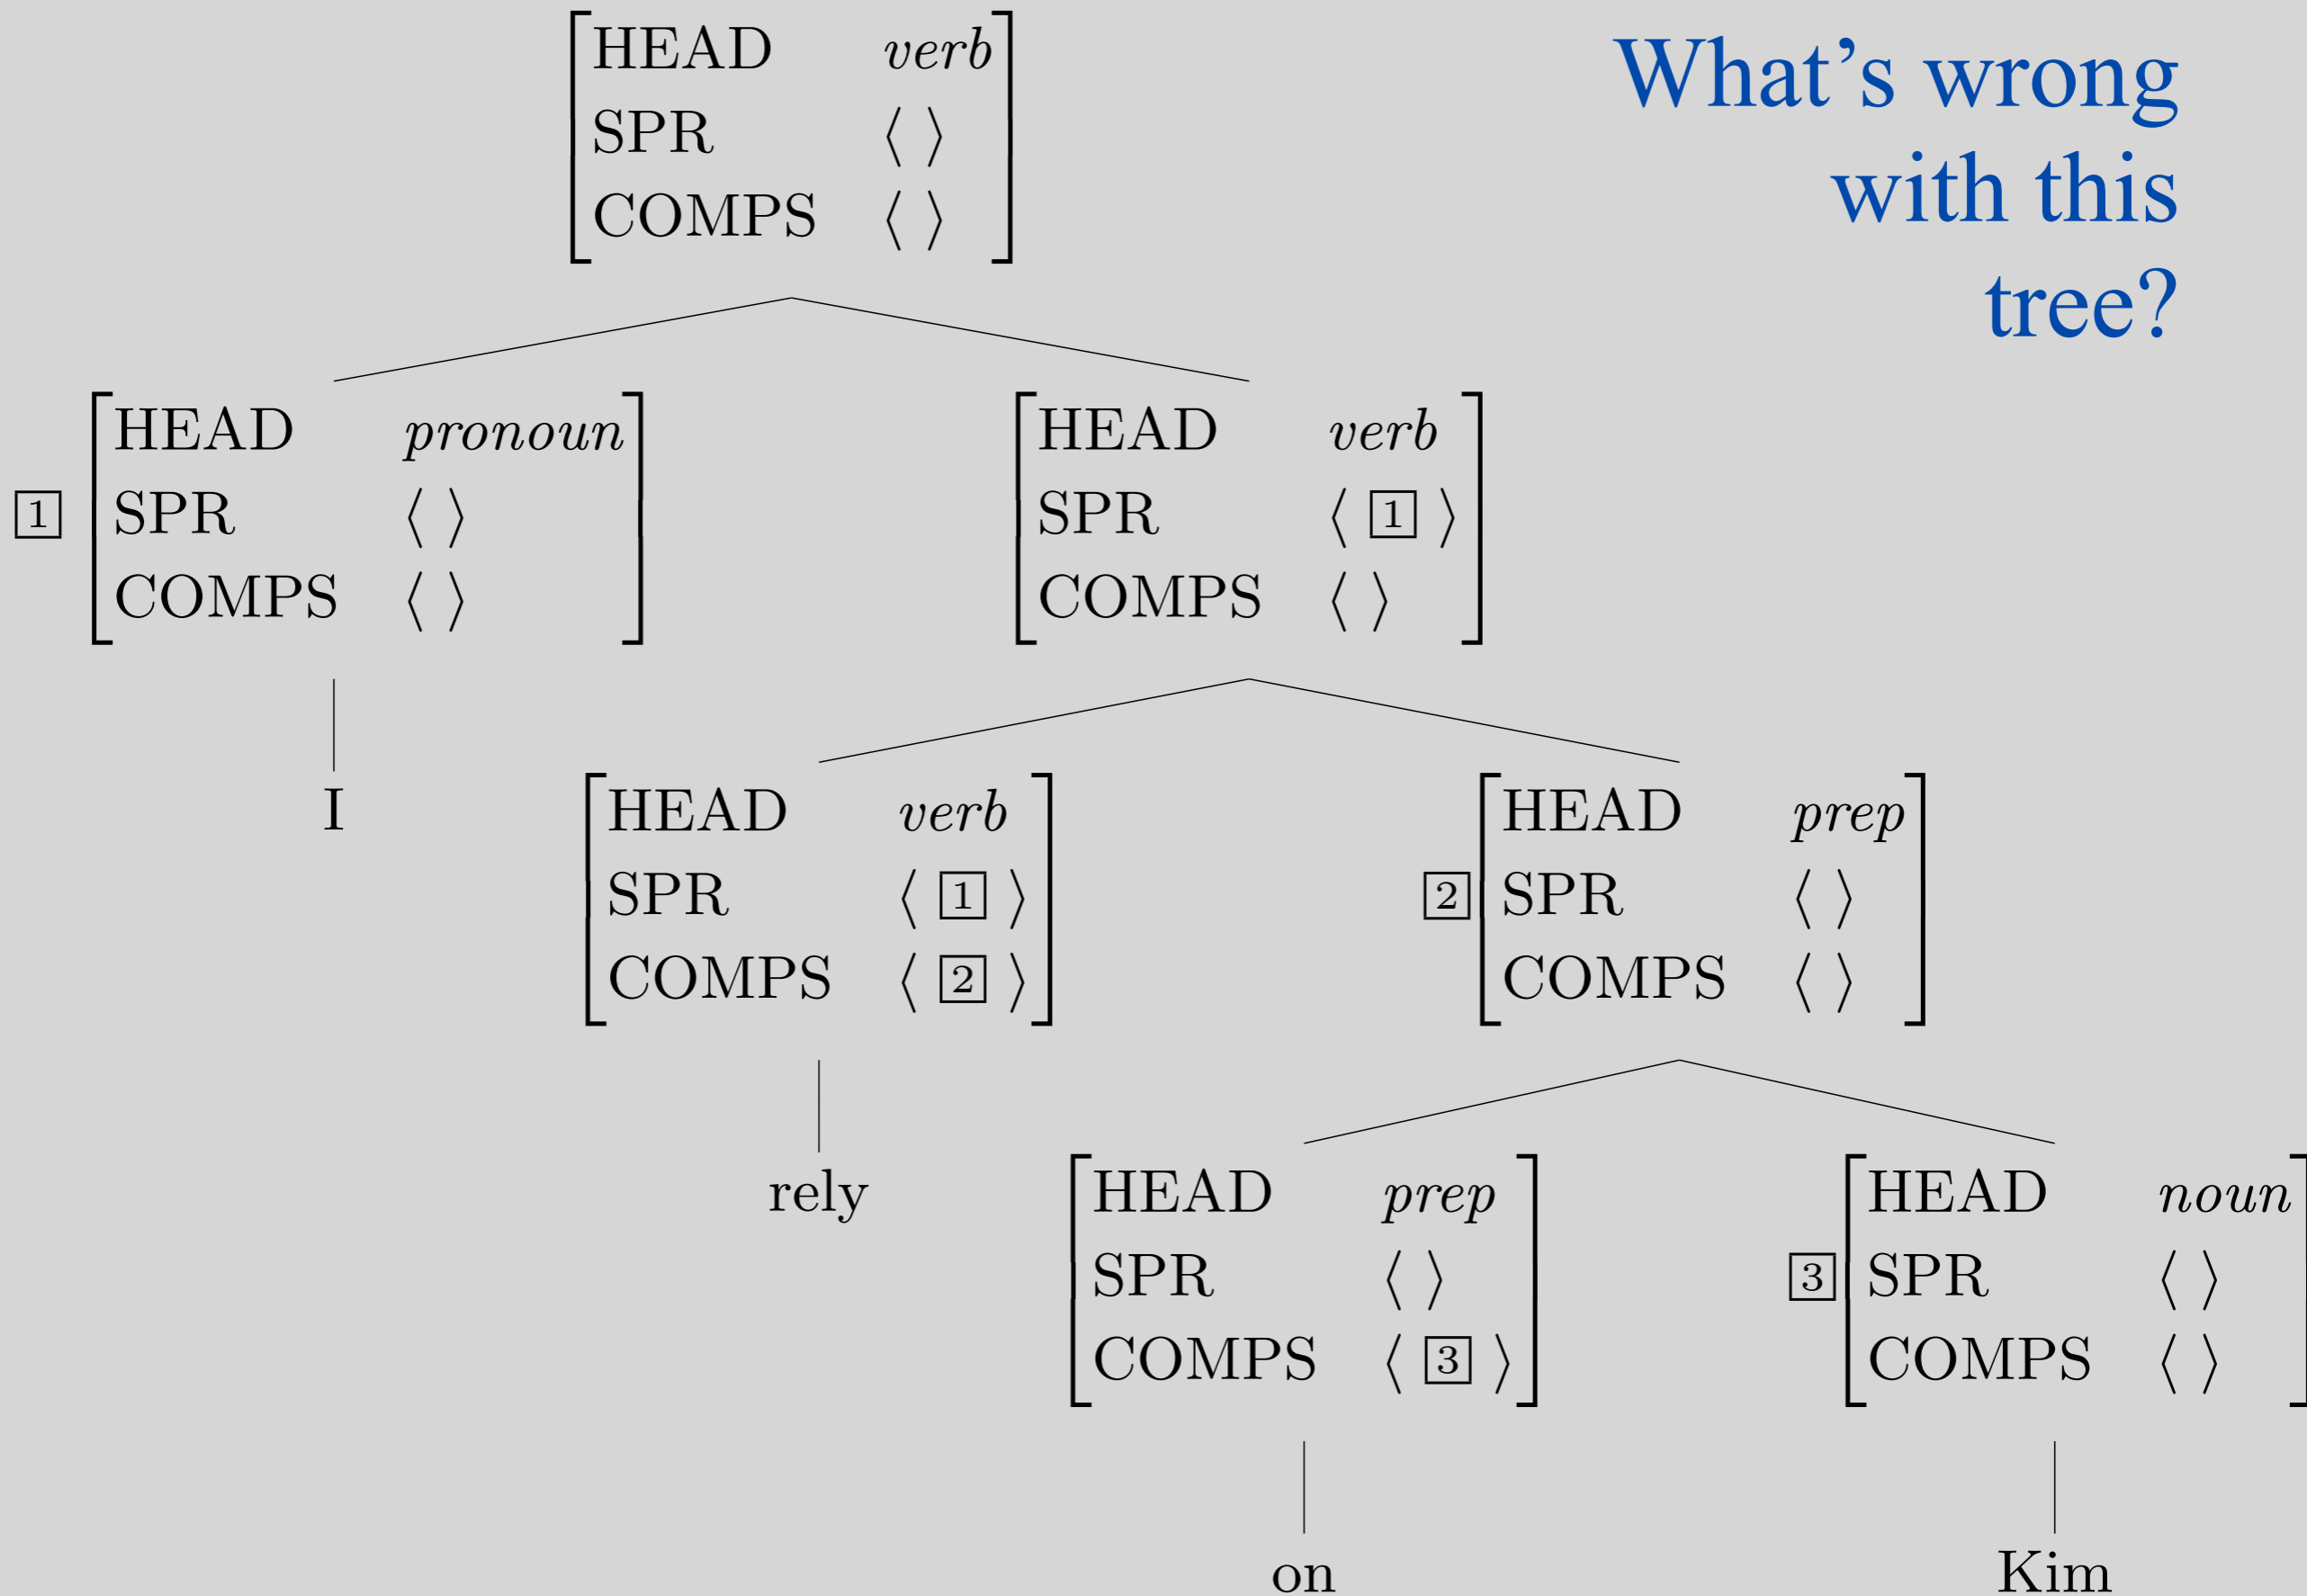 What’s wrong
with this
tree?
HEAD verb
SPR ⟨ ⟩
COMPS ⟨ ⟩
1
HEAD pronoun
SPR ⟨ ⟩
COMPS ⟨ ⟩
HEAD verb
SPR ⟨ 1 ⟩
COMPS ⟨ ⟩
I
HEAD verb
SPR ⟨ 1 ⟩
COMPS ⟨ 2 ⟩
2
HEAD prep
SPR ⟨ ⟩
COMPS ⟨ ⟩
rely
HEAD prep
SPR ⟨ ⟩
COMPS ⟨ 3 ⟩
3
HEAD noun
SPR ⟨ ⟩
COMPS ⟨ ⟩
on
Kim